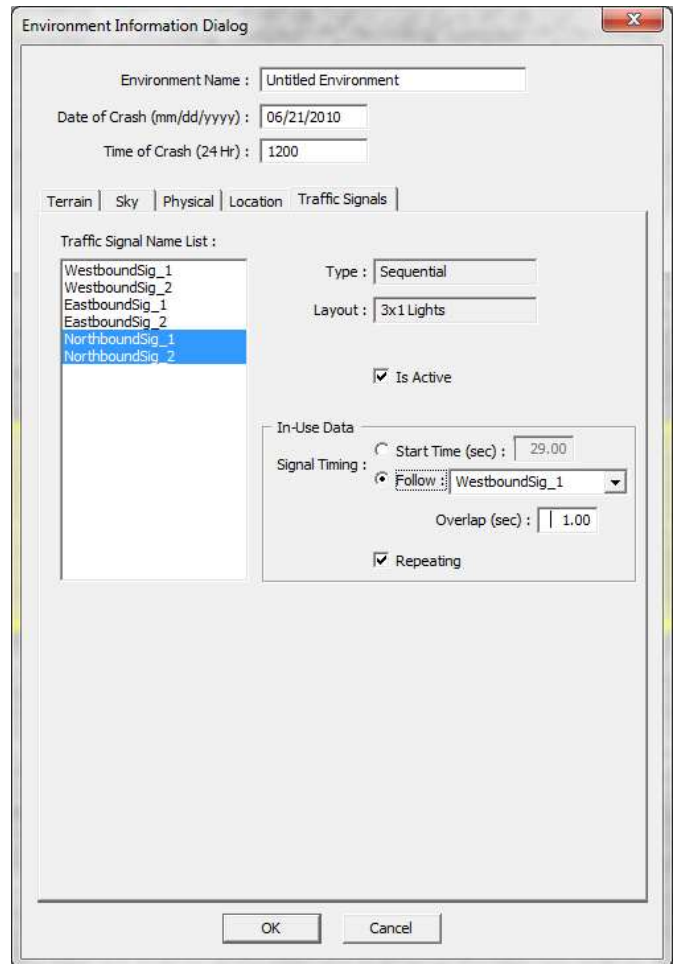 Environment Information Dialog
Environment Name : Untitled Environment
Date of Crash (mm/dd/yyyy) : 06/21/2010
Time of Crash (24 Hr) : 1200
Terrain Sky Physical Location Traffic Signals
Traffic Signal Name List :
WestboundSig_1
WestboundSig_2
EastboundSig_1
EastboundSig_2
NorthboundSig_1
NorthboundSig_2
Type : Sequential
Layout : 3x1 Lights
Is Active
In-Use Data
Signal Timing :
Start Time (sec) : 29.00
Follow : WestboundSig_1
Overlap (sec) : 1.00
Repeating
OK Cancel